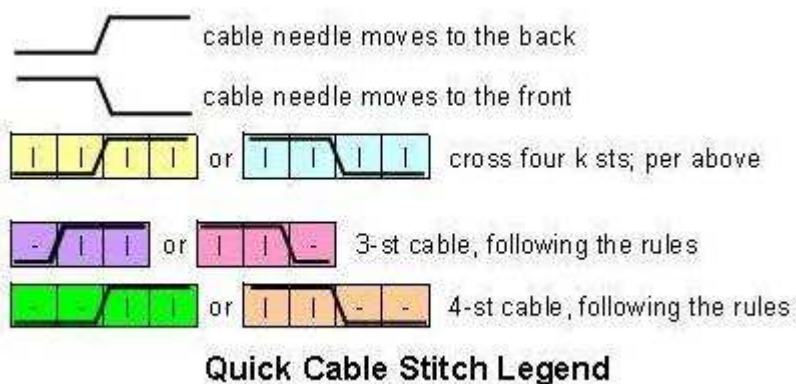 cable needle moves to the back
cable needle moves to the front
| | | | or | | | | cross four k sts; per above
- | | or | | - 3-st cable, following the rules
- - | | or | | - - 4-st cable, following the rules
Quick Cable Stitch Legend